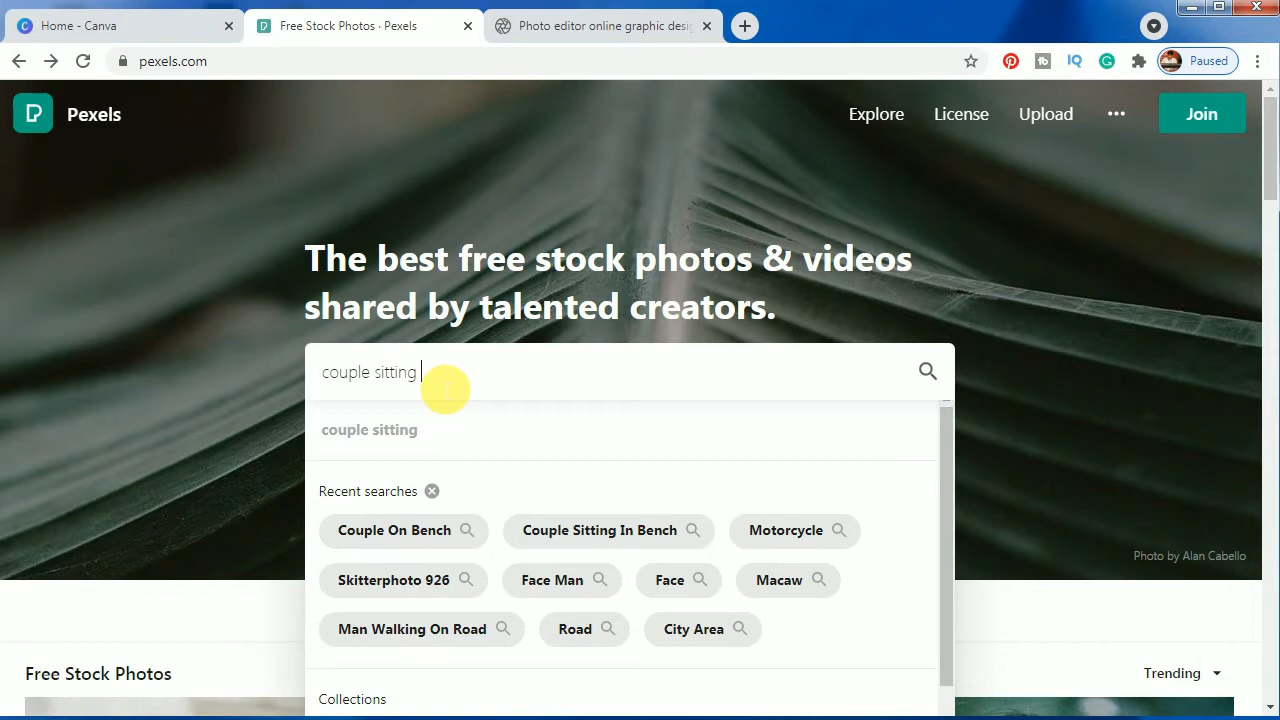 Home - Canva
Free Stock Photos · Pexels
Photo editor online graphic desig
pexels.com
Paused
Pexels
Explore
License
Upload
Join
The best free stock photos & videos
shared by talented creators.
couple sitting
couple sitting
Recent searches
Couple On Bench
Couple Sitting In Bench
Motorcycle
Skitterphoto 926
Face Man
Face
Macaw
Man Walking On Road
Road
City Area
Photo by Alan Cabello
Free Stock Photos
Trending
Collections